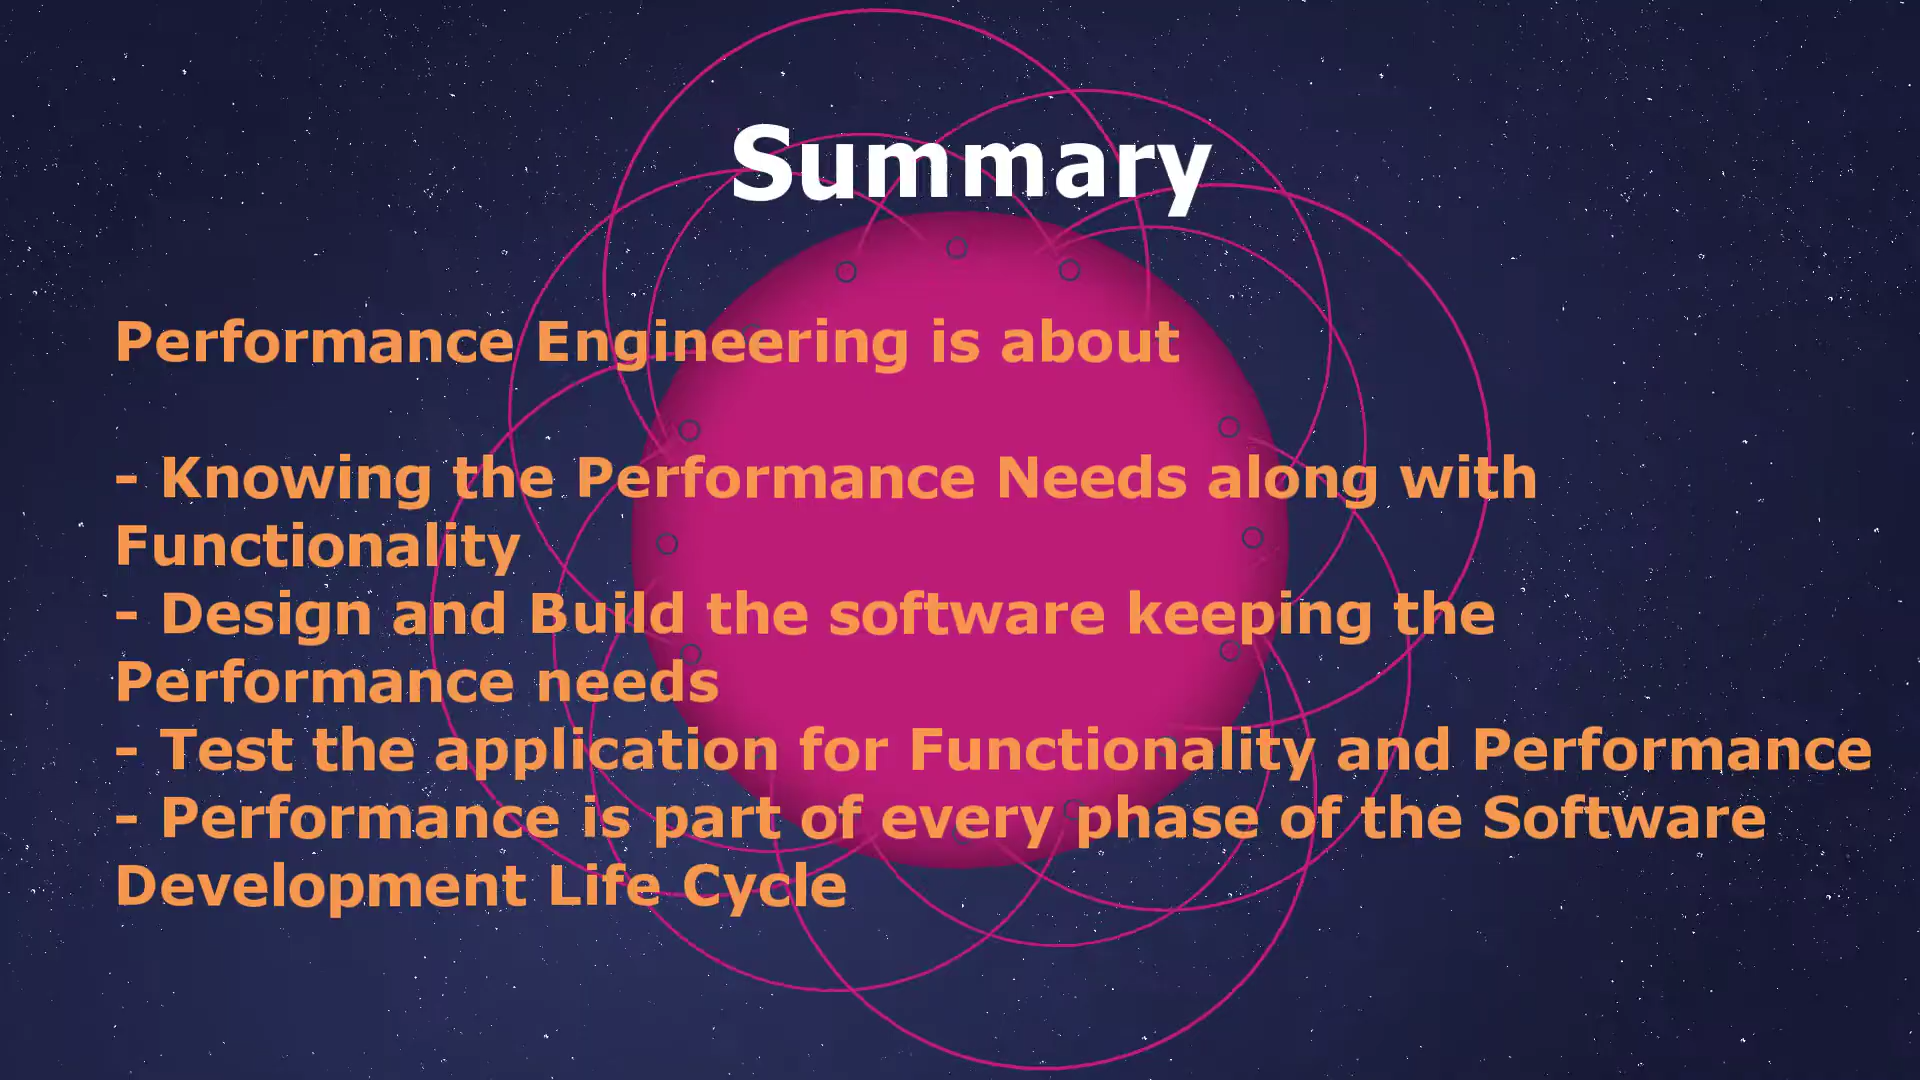 Summary
Performance Engineering is about
- Knowing the Performance Needs along with
Functionality
- Design and Build the software keeping the
Performance needs
- Test the application for Functionality and Performance
- Performance is part of every phase of the Software
Development Life Cycle